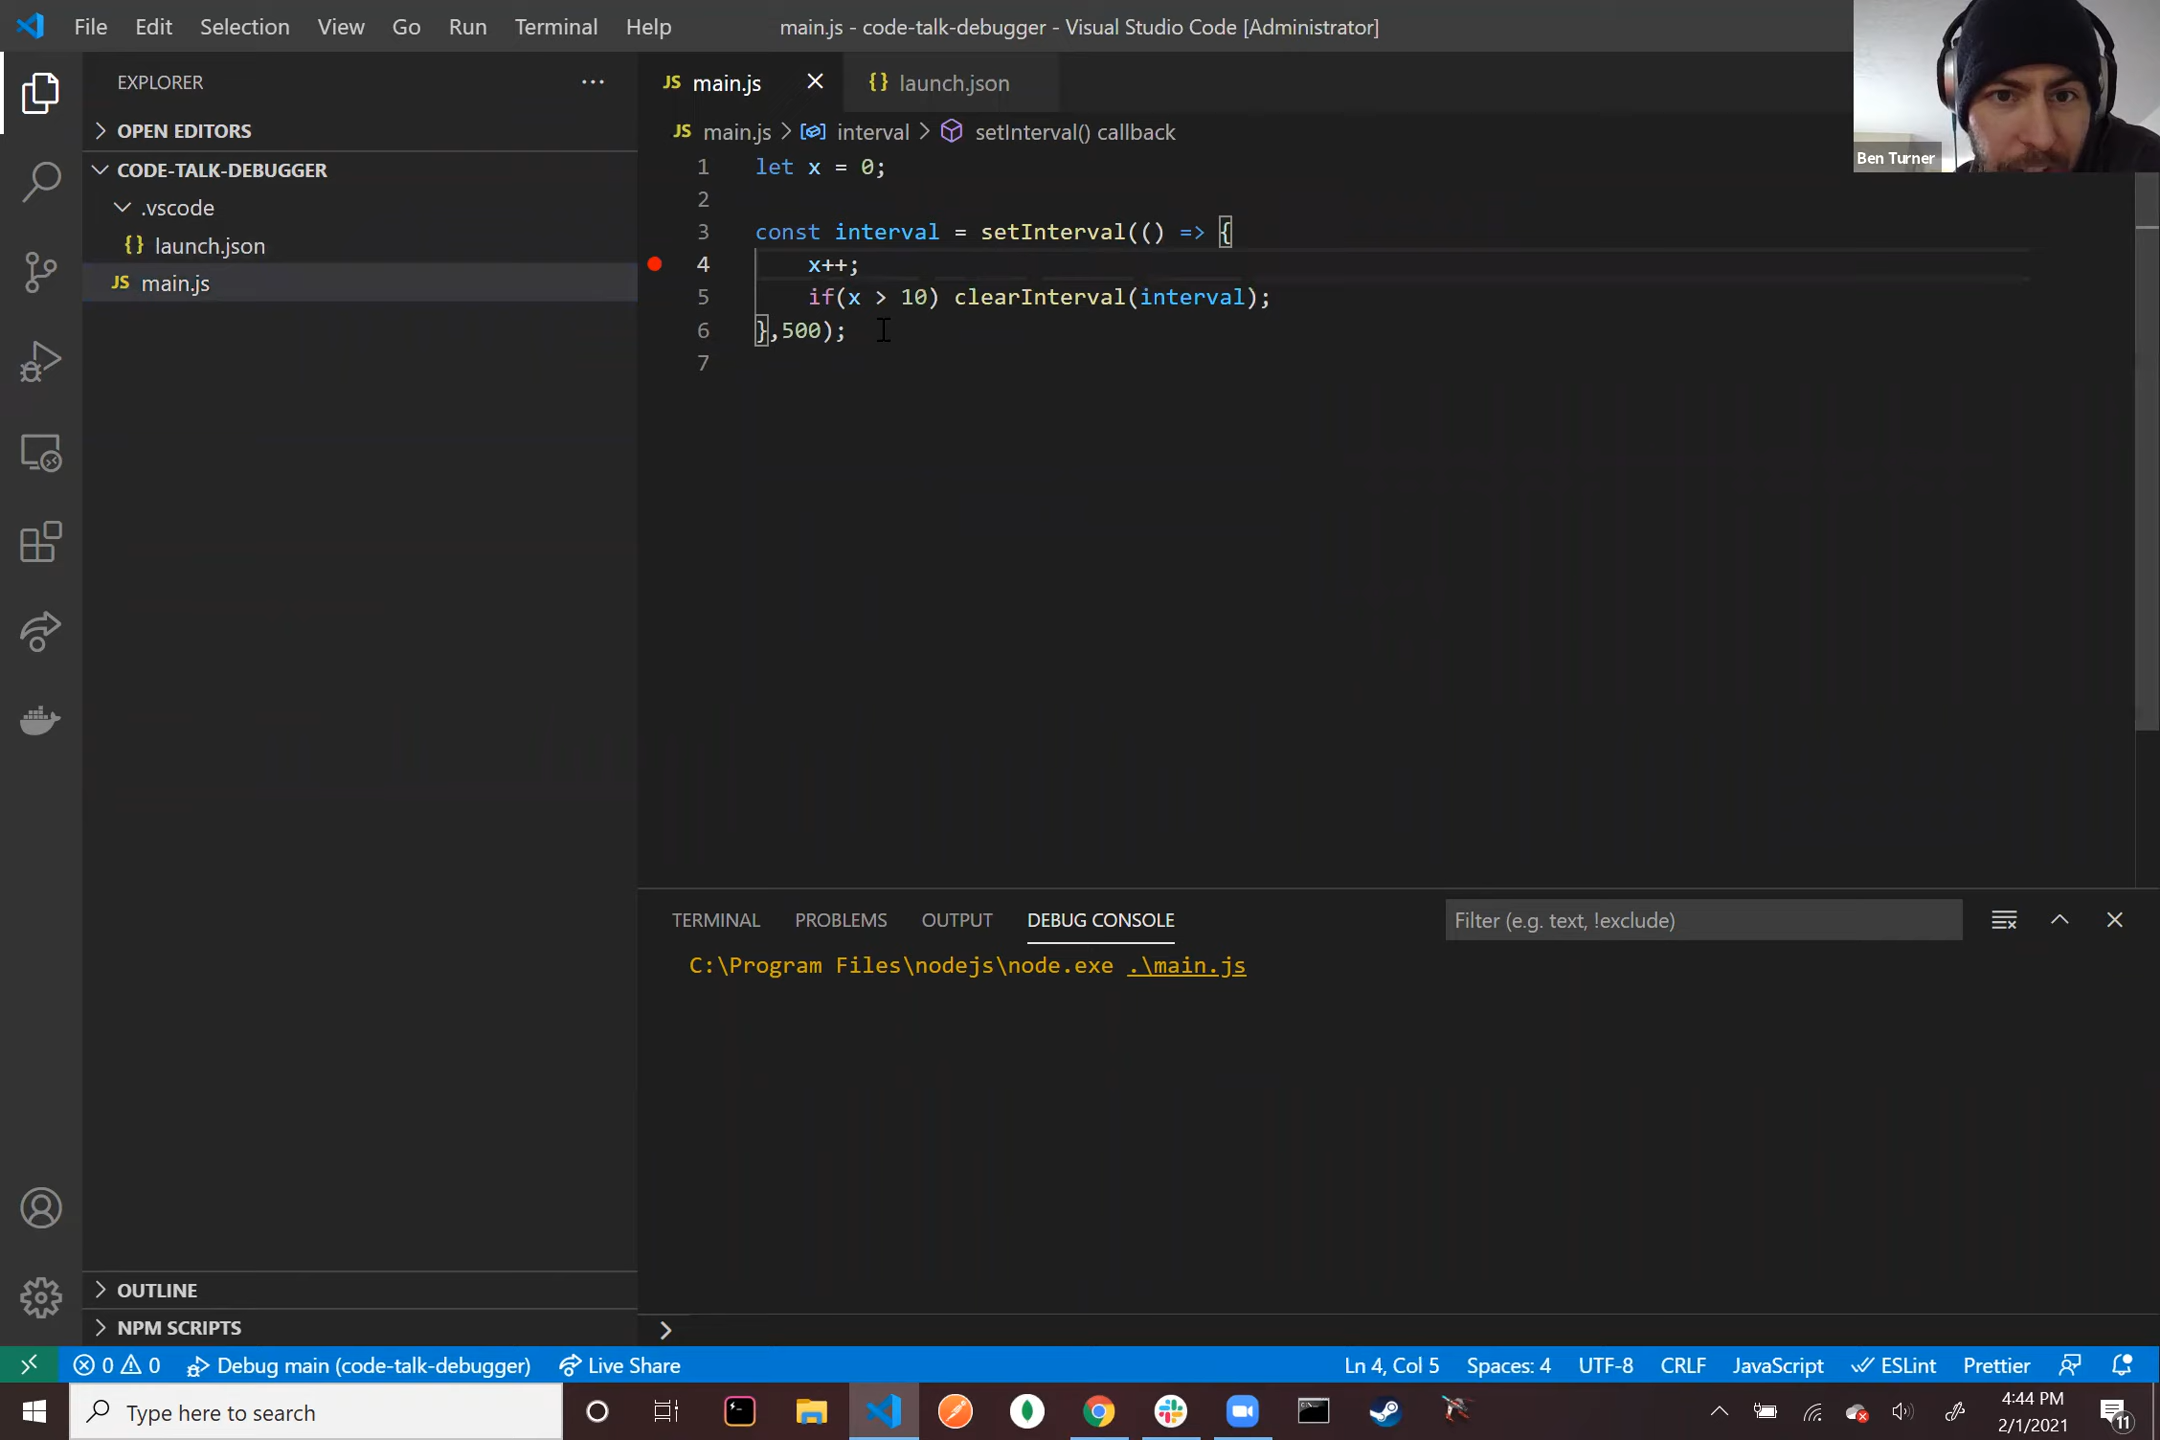 File Edit Selection View Go Run Terminal Help
main.js - code-talk-debugger - Visual Studio Code [Administrator]
Ben Turner
EXPLORER
OPEN EDITORS
CODE-TALK-DEBUGGER
.vscode
{} launch.json
JS main.js
OUTLINE
NPM SCRIPTS
JS main.js
{} launch.json
JS main.js > interval > setInterval() callback
1 let x = 0;
2
3 const interval = setInterval(() => {
4 x++;
5 if(x > 10) clearInterval(interval);
6 },500);
7
TERMINAL PROBLEMS OUTPUT DEBUG CONSOLE
Filter (e.g. text, !exclude)
C:\Program Files\nodejs\node.exe .\main.js
0 0 Debug main (code-talk-debugger) Live Share
Ln 4, Col 5 Spaces: 4 UTF-8 CRLF JavaScript ESLint Prettier
Type here to search
4:44 PM
2/1/2021
11